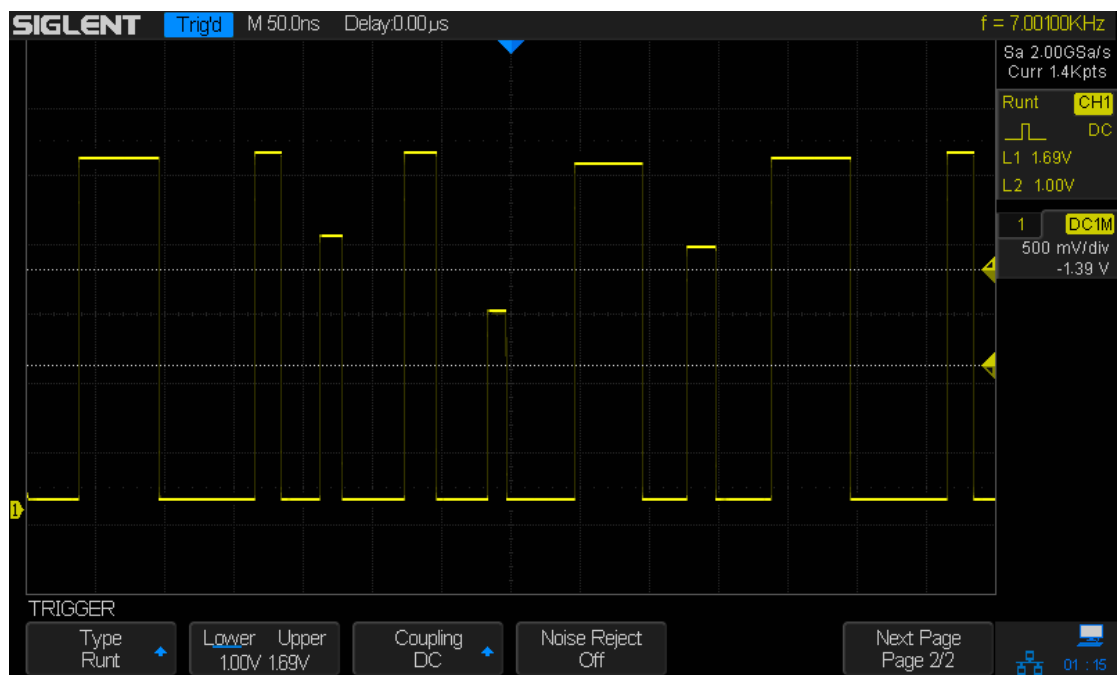 SIGLENT Trig'd M 50.0ns Delay:0.00µs f = 7.00100KHz
Sa 2.00GSa/s
Curr 1.4Kpts
Runt CH1
DC
L1 1.69V
L2 1.00V
1 DC1M
500 mV/div
-1.39 V
1
TRIGGER
Type Lower Upper Coupling Noise Reject Next Page
Runt 1.00V 1.69V DC Off Page 2/2
01 : 15